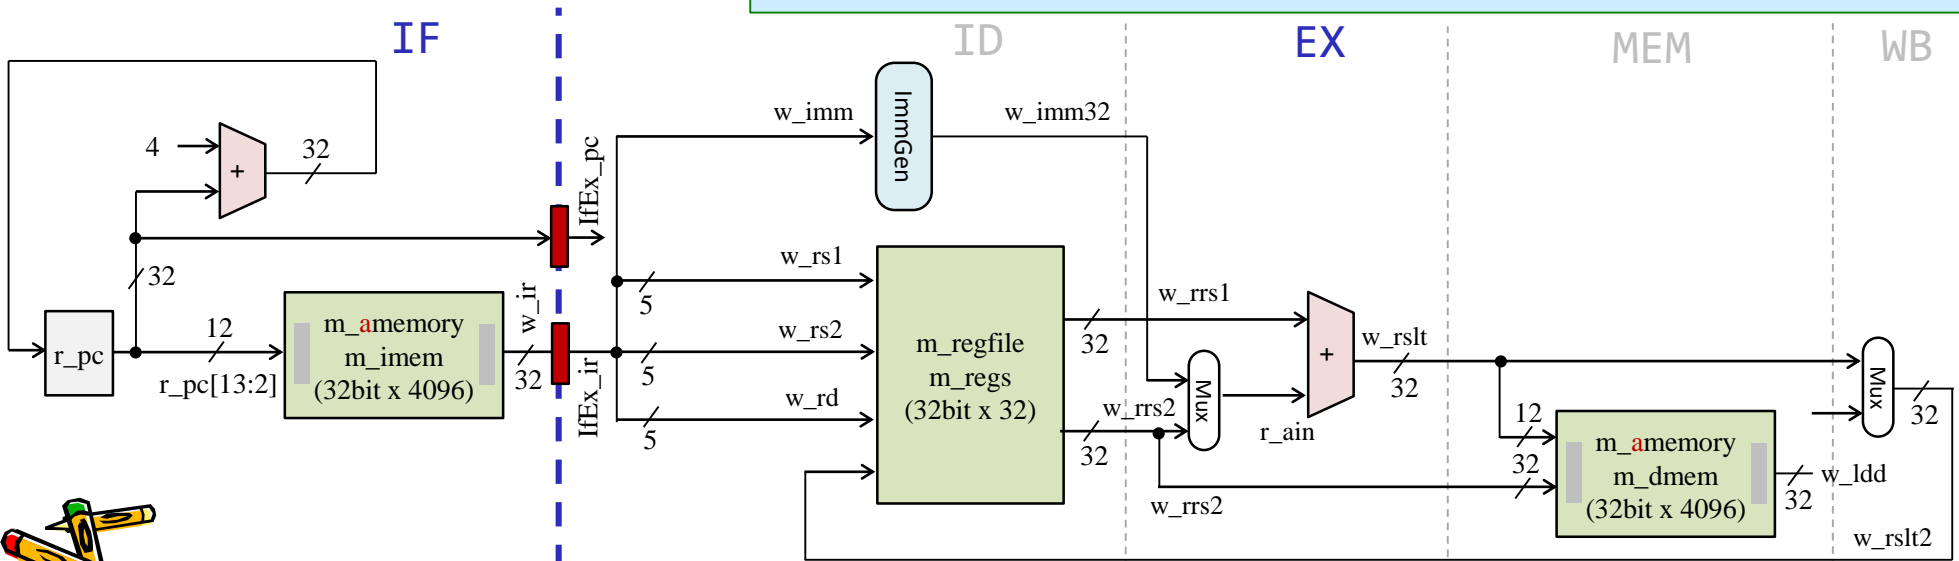 IF
ID
EX
MEM
WB
4
+
32
32
r_pc
12
r_pc[13:2]
m_amemory
m_imem
(32bit x 4096)
w_ir
32
IfEx_pc
IfEx_ir
w_imm
ImmGen
w_imm32
w_rs1
5
w_rs2
5
w_rd
5
m_regfile
m_regs
(32bit x 32)
32
w_rrs1
32
w_rrs2
Mux
r_ain
w_rrs2
+
w_rslt
32
12
32
m_amemory
m_dmem
(32bit x 4096)
32
w_ldd
Mux
32
w_rslt2